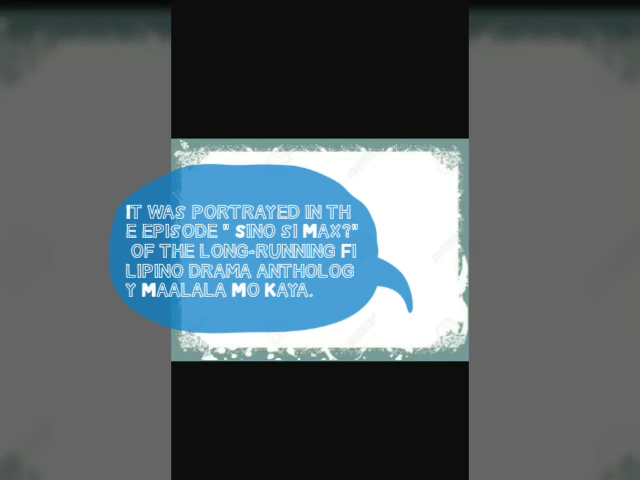 It was portrayed in th
e episode " Sino si Max?"
of the long-running Fi
lipino drama antholog
y Maalala Mo Kaya.